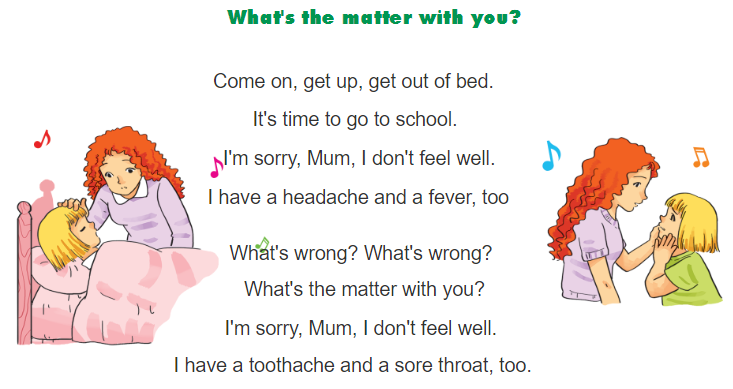 What's the matter with you?
Come on, get up, get out of bed.
It's time to go to school.
I'm sorry, Mum, I don't feel well.
I have a headache and a fever, too
What's wrong? What's wrong?
What's the matter with you?
I'm sorry, Mum, I don't feel well.
I have a toothache and a sore throat, too.